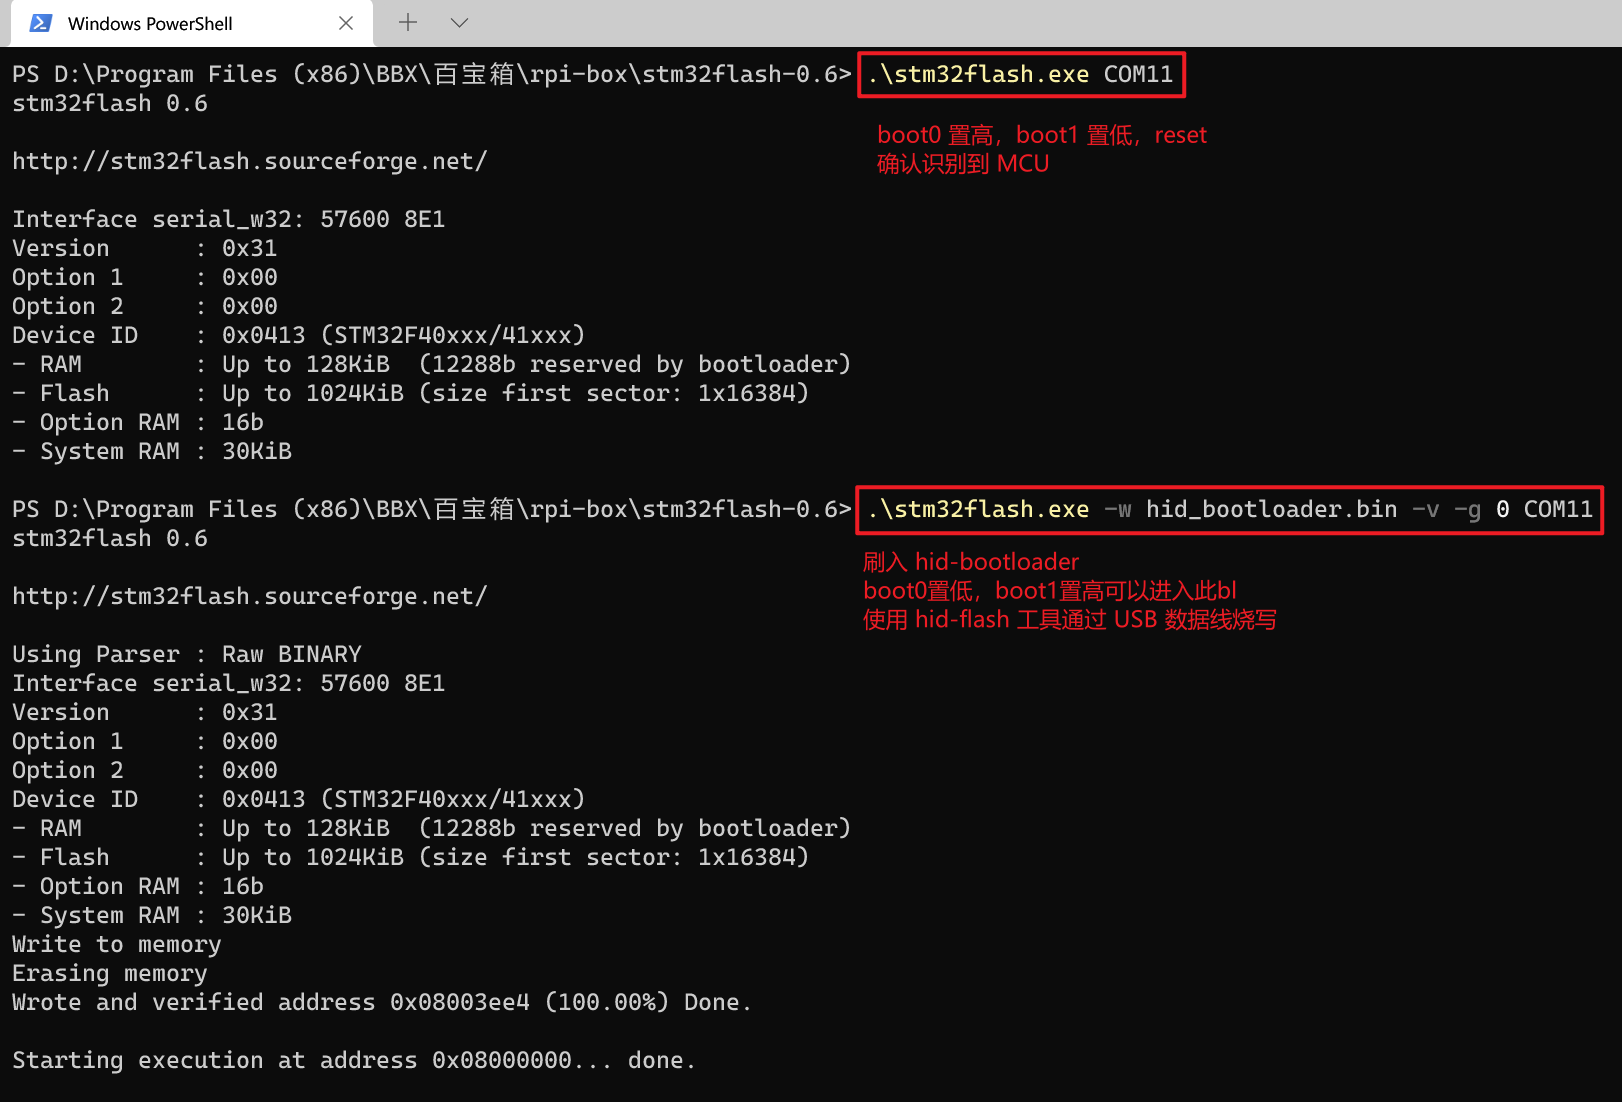 Windows PowerShell
PS D:\Program Files (x86)\BBX\百宝箱\rpi-box\stm32flash-0.6> .\stm32flash.exe COM11
stm32flash 0.6
boot0 置高，boot1 置低，reset
确认识别到 MCU
http://stm32flash.sourceforge.net/
Interface serial_w32: 57600 8E1
Version      : 0x31
Option 1     : 0x00
Option 2     : 0x00
Device ID    : 0x0413 (STM32F40xxx/41xxx)
- RAM        : Up to 128KiB  (12288b reserved by bootloader)
- Flash      : Up to 1024KiB (size first sector: 1x16384)
- Option RAM : 16b
- System RAM : 30KiB
PS D:\Program Files (x86)\BBX\百宝箱\rpi-box\stm32flash-0.6> .\stm32flash.exe -w hid_bootloader.bin -v -g 0 COM11
stm32flash 0.6
刷入 hid-bootloader
boot0置低，boot1置高可以进入此bl
使用 hid-flash 工具通过 USB 数据线烧写
http://stm32flash.sourceforge.net/
Using Parser : Raw BINARY
Interface serial_w32: 57600 8E1
Version      : 0x31
Option 1     : 0x00
Option 2     : 0x00
Device ID    : 0x0413 (STM32F40xxx/41xxx)
- RAM        : Up to 128KiB  (12288b reserved by bootloader)
- Flash      : Up to 1024KiB (size first sector: 1x16384)
- Option RAM : 16b
- System RAM : 30KiB
Write to memory
Erasing memory
Wrote and verified address 0x08003ee4 (100.00%) Done.
Starting execution at address 0x08000000... done.